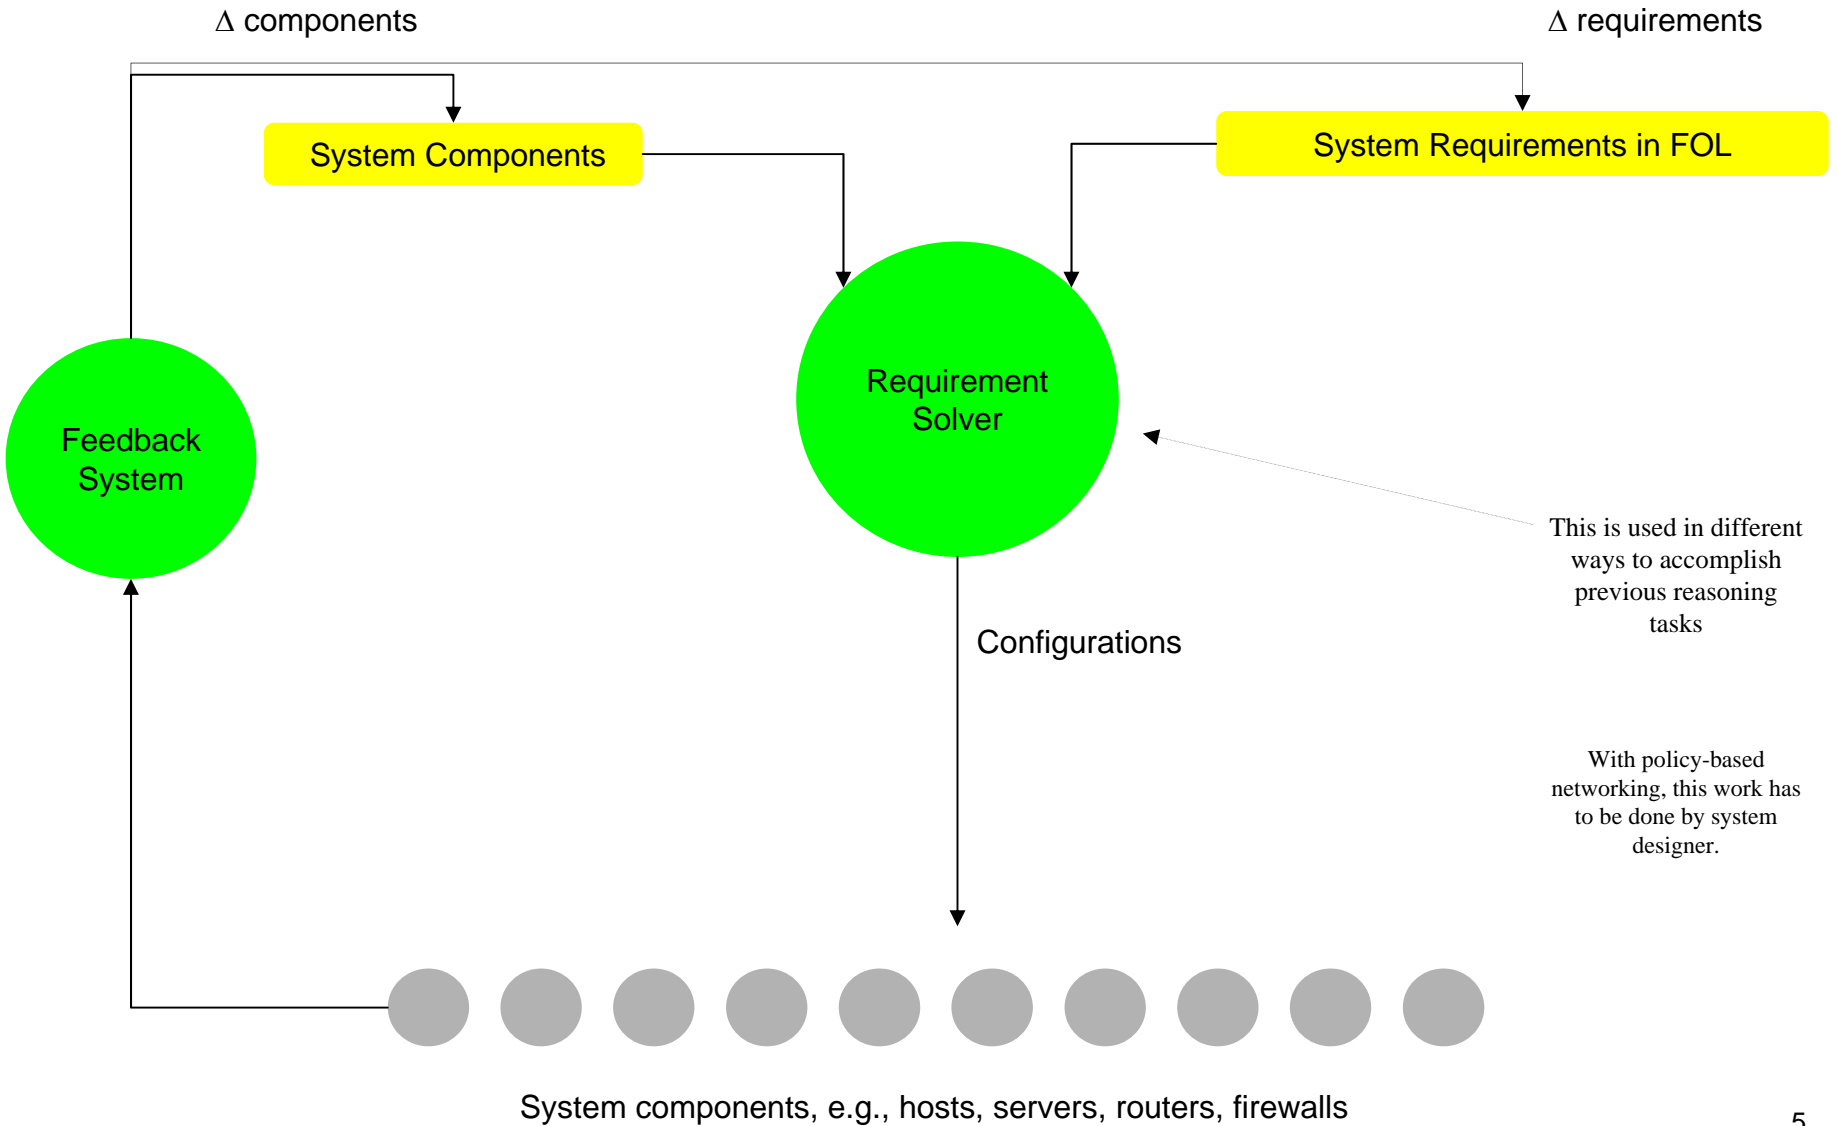 Δ components
Δ requirements
System Components
System Requirements in FOL
Requirement
Solver
Feedback
System
This is used in different
ways to accomplish
previous reasoning
tasks
Configurations
With policy-based
networking, this work has
to be done by system
designer.
System components, e.g., hosts, servers, routers, firewalls
5